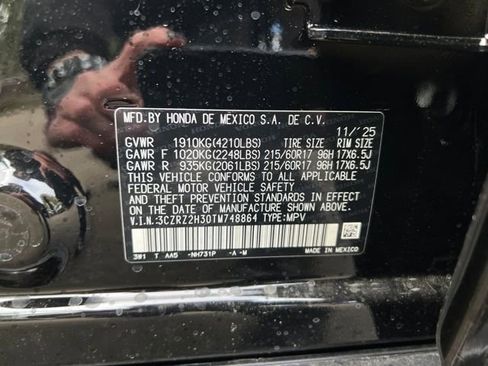 MFD.BY HONDA DE MEXICO S.A. DE C.V.
11/'25
GVWR 1910KG(4210LBS) TIRE SIZE RIM SIZE
GAWR F 1020KG(2248LBS) 215/60R17 96H 17X6.5J
GAWR R 935KG(2061LBS) 215/60R17 96H 17X6.5J
THIS VEHICLE CONFORMS TO ALL APPLICABLE
FEDERAL MOTOR VEHICLE SAFETY, BUMPER, AND
THEFT PREVENTION STANDARDS IN EFFECT ON THE
DATE OF MANUFACTURE SHOWN ABOVE.
V.I.N.:3CZRZ2H30TM748864 TYPE:MPV
3W1 T AA5 -NH731P -A -M
MADE IN MEXICO